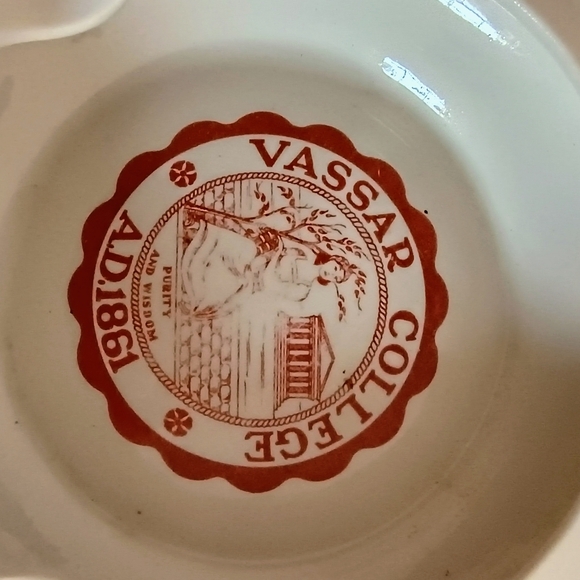 VASSAR COLLEGE
A.D. 1861
PURITY
AND WISDOM